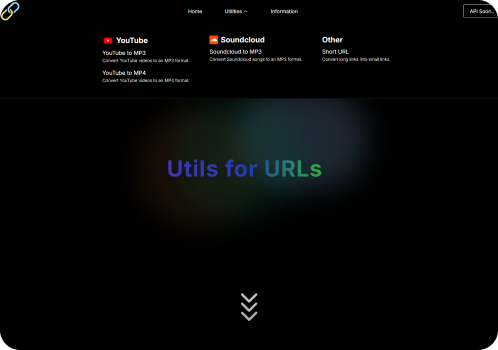 Home
Utilities
Information
API Soon..
YouTube
YouTube to MP3
Convert YouTube videos to an MP3 format.
YouTube to MP4
Convert YouTube videos to an MP4 format.
Soundcloud
Soundcloud to MP3
Convert Soundcloud songs to an MP3 format.
Other
Short URL
Convert long links into small links.
Utils for URLs